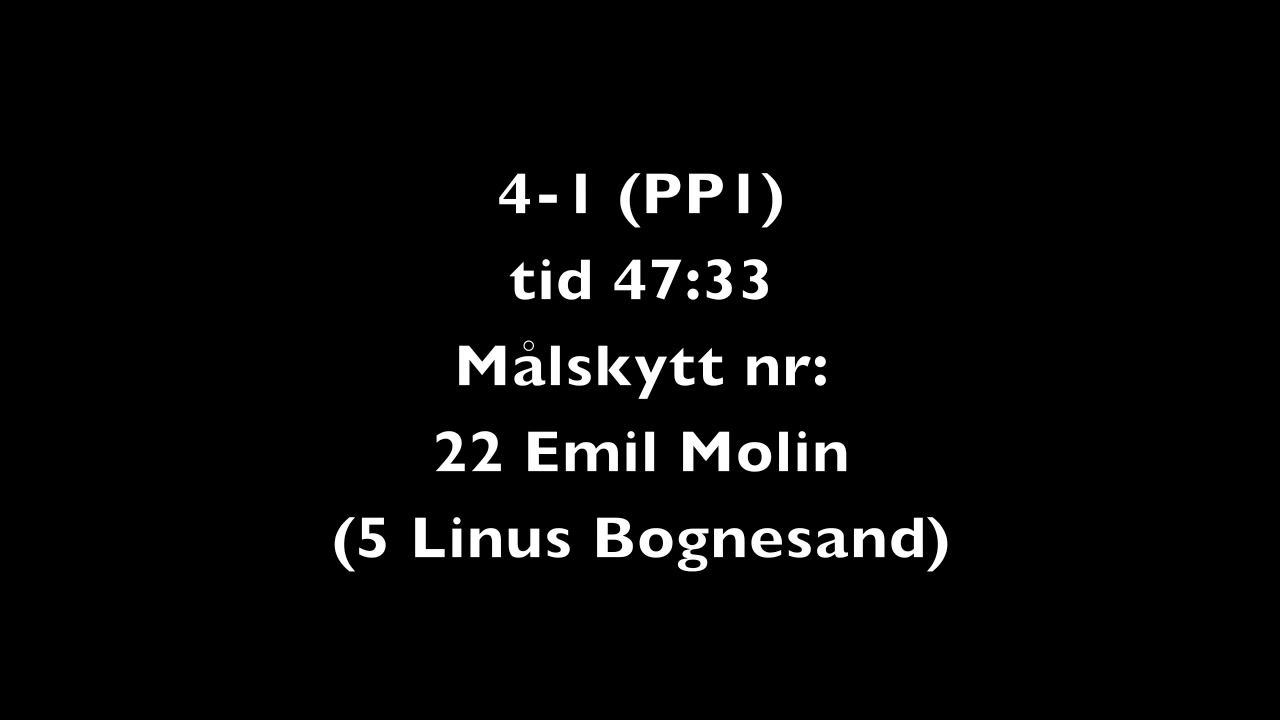 4-1 (PP1)
tid 47:33
Målskytt nr:
22 Emil Molin
(5 Linus Bognesand)